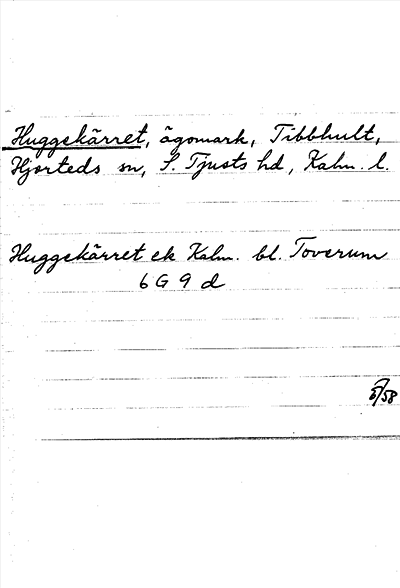 Huggekärret, ägomark, Tibbhult,
Hjorteds sn, S. Tjusts hd, Kalm. l.
Huggekärret ek Kalm. bl. Toverum
6 G 9 d